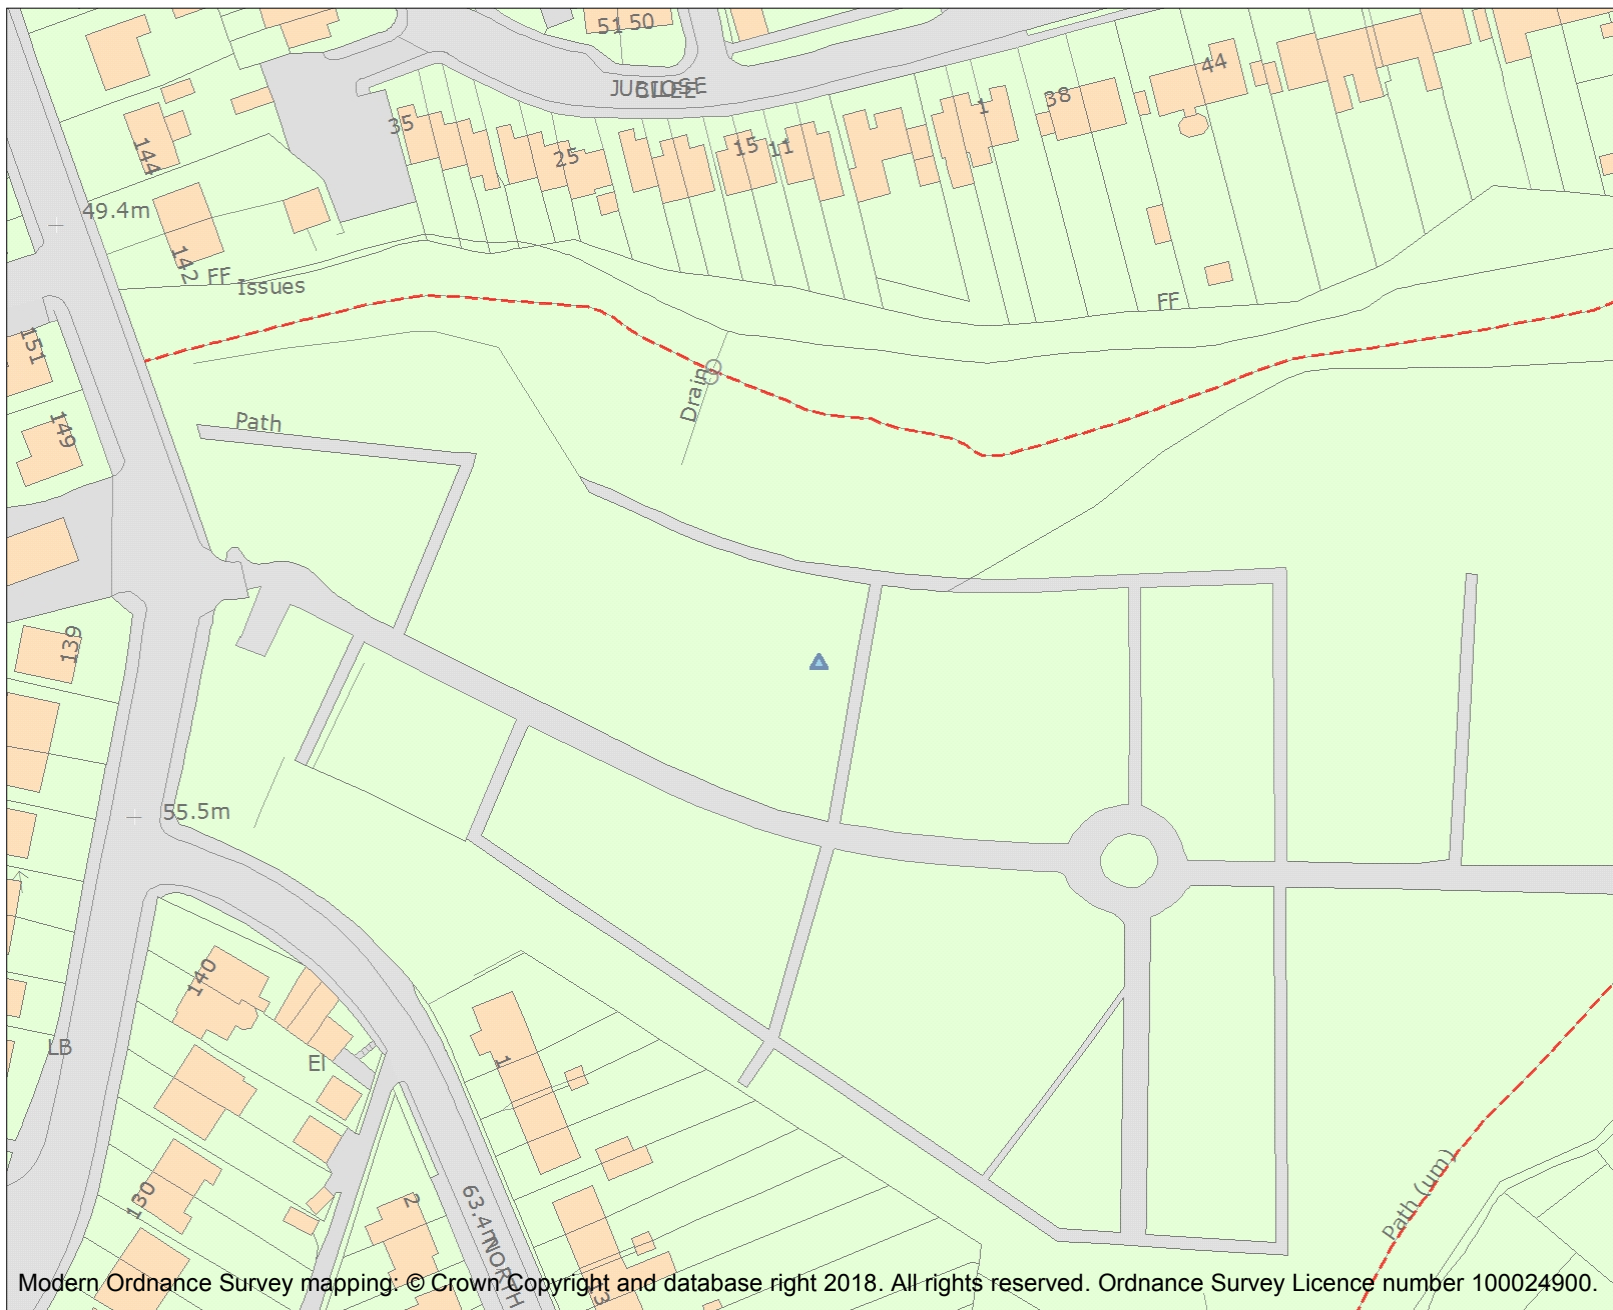 51 50
JUBILEE
CLOSE
44
38
1
35
15
11
25
144
49.4m
142
FF
Issues
FF
151
Drain
149
Path
139
55.5m
140
LB
El
1
Path (um)
130
2
63.4m
NORTH
3
Modern Ordnance Survey mapping: © Crown Copyright and database right 2018. All rights reserved. Ordnance Survey Licence number 100024900.